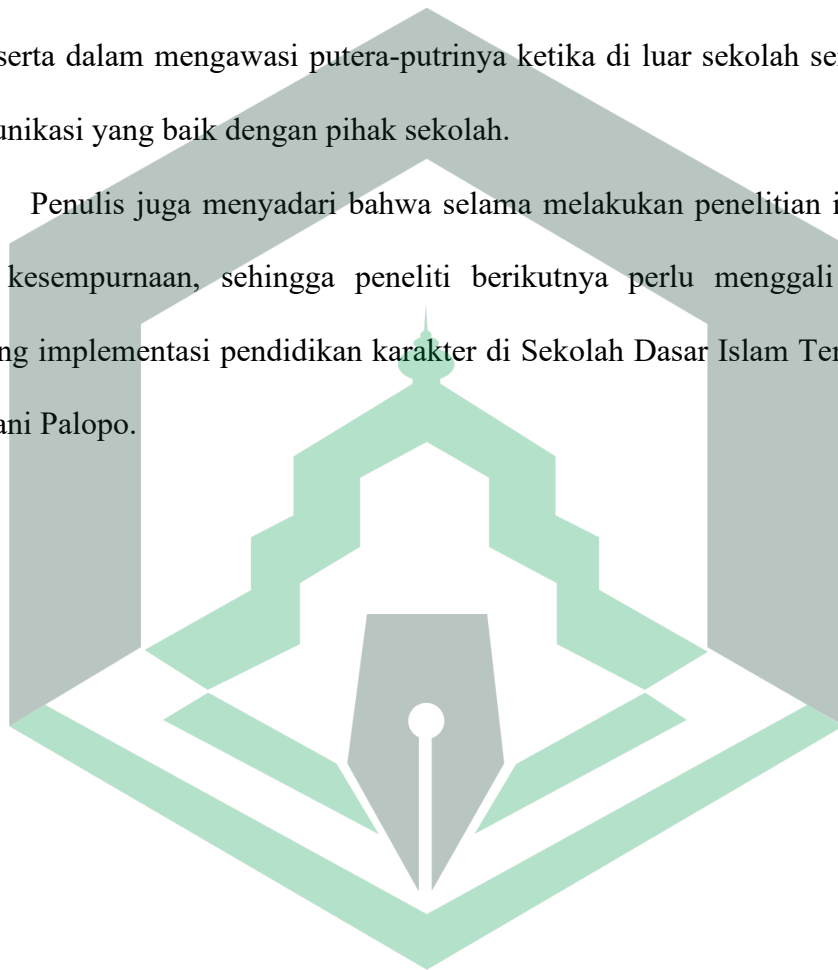 serta dalam mengawasi putera-putrinya ketika di luar sekolah
unikasi yang baik dengan pihak sekolah.
Penulis juga menyadari bahwa selama melakukan penelitian
kesempurnaan, sehingga peneliti berikutnya perlu menggali
ng implementasi pendidikan karakter di Sekolah Dasar Islam Ter
ani Palopo.